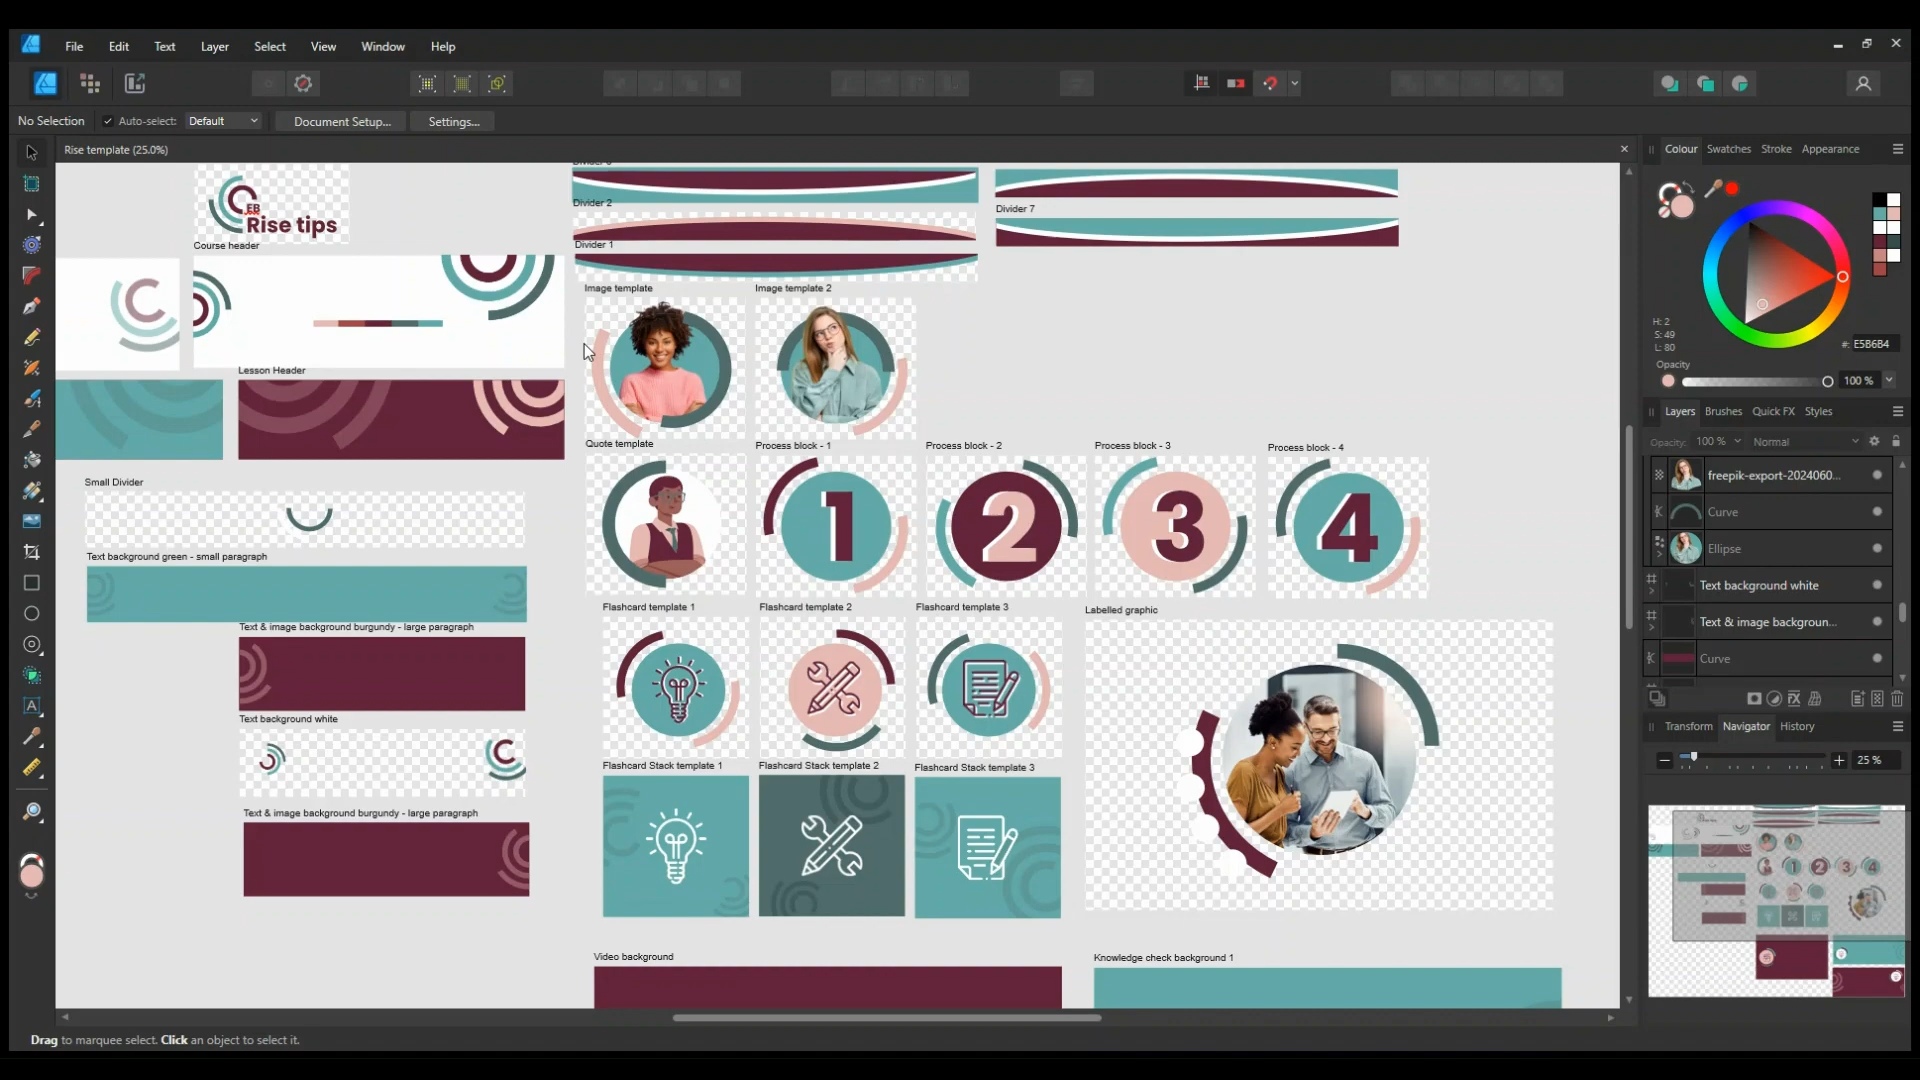 File Edit Text Layer Select View Window Help
No Selection Auto-select: Default Document Setup... Settings...
Rise template (25.0%)
Colour Swatches Stroke Appearance
EB
Rise tips
Divider 2
Divider 7
Course header
Divider 1
Image template
Image template 2
H: 2
S: 49
L: 80
#: E5B6B4
Opacity
100 %
Lesson Header
Layers Brushes Quick FX Styles
Opacity: 100 % Normal
Quote template
Process block - 1
Process block - 2
Process block - 3
Process block - 4
1
2
3
4
freepik-export-2024060...
Curve
Ellipse
Text background white
Text & image backgroun...
Curve
Small Divider
Text background green - small paragraph
Flashcard template 1
Flashcard template 2
Flashcard template 3
Labelled graphic
Text & image background burgundy - large paragraph
Text background white
Transform Navigator History
25 %
Flashcard Stack template 1
Flashcard Stack template 2
Flashcard Stack template 3
Text & image background burgundy - large paragraph
Video background
Knowledge check background 1
Drag to marquee select. Click an object to select it.